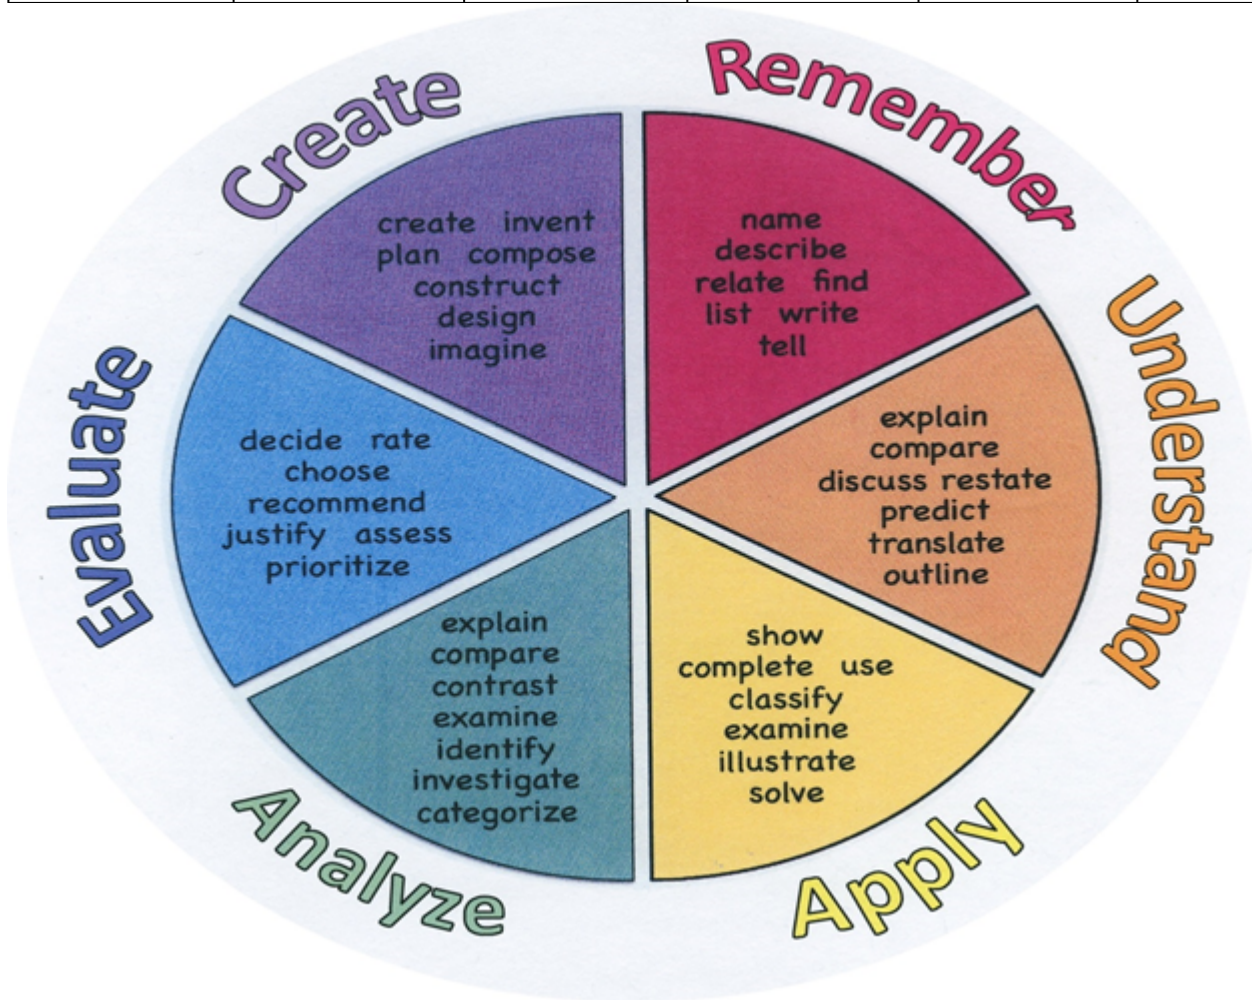 Remember
name
describe
relate find
list write
tell
Understand
explain
compare
discuss restate
predict
translate
outline
Apply
show
complete use
classify
examine
illustrate
solve
Analyze
explain
compare
contrast
examine
identify
investigate
categorize
Evaluate
decide rate
choose
recommend
justify assess
prioritize
Create
create invent
plan compose
construct
design
imagine